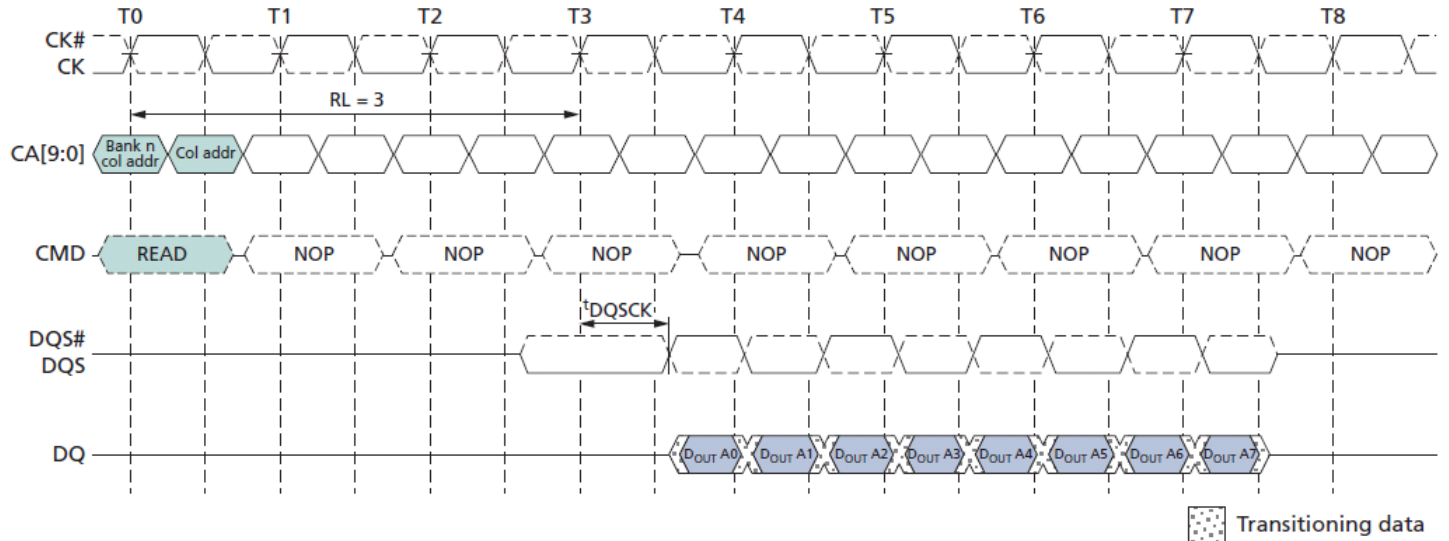 T0 T1 T2 T3 T4 T5 T6 T7 T8
CK#
CK
RL = 3
CA[9:0] Bank n col addr Col addr
CMD READ NOP NOP NOP NOP NOP NOP NOP NOP
tDQSCK
DQS#
DQS
DQ DOUT A0 DOUT A1 DOUT A2 DOUT A3 DOUT A4 DOUT A5 DOUT A6 DOUT A7
Transitioning data